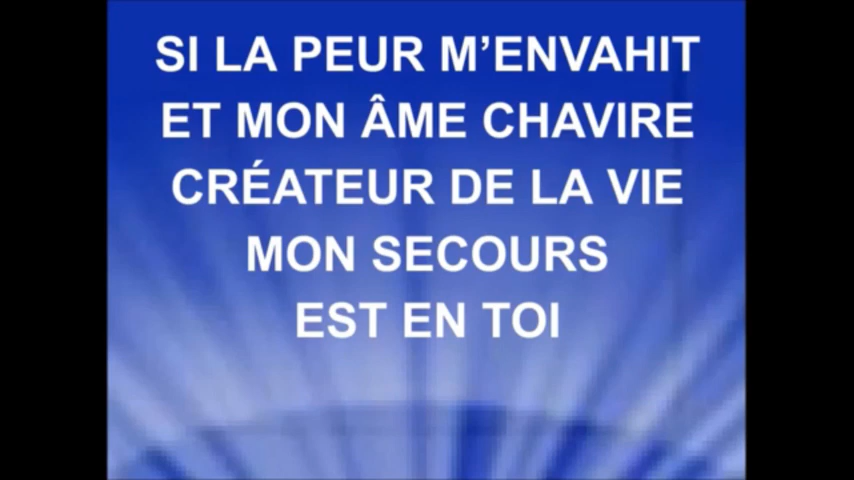 SI LA PEUR M’ENVAHIT
ET MON ÂME CHAVIRE
CRÉATEUR DE LA VIE
MON SECOURS
EST EN TOI